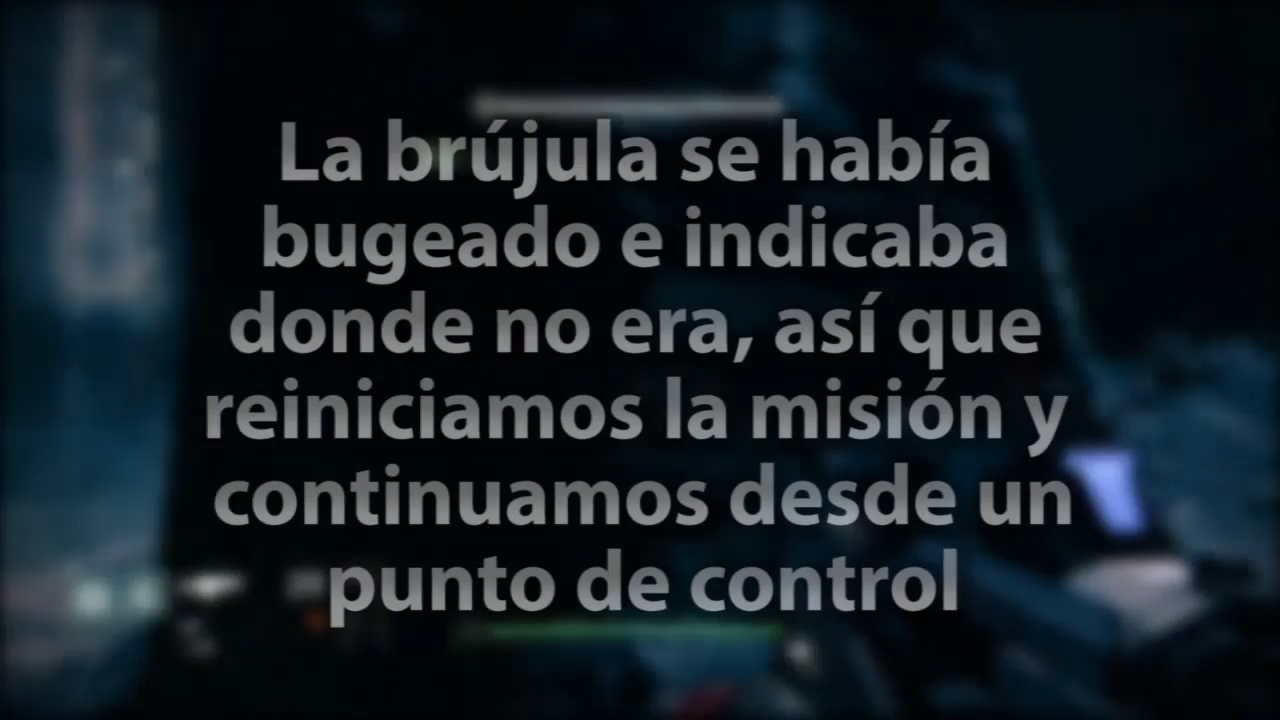 La brújula se había
bugeado e indicaba
donde no era, así que
reiniciamos la misión y
continuamos desde un
punto de control